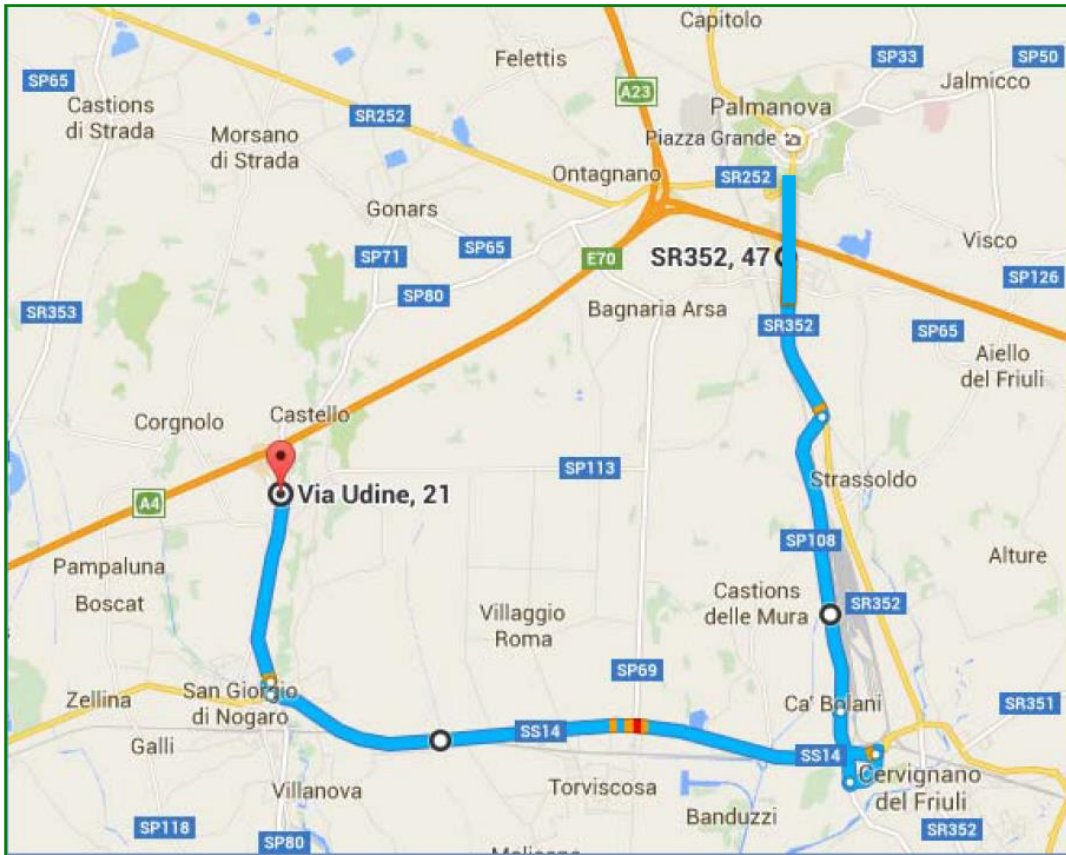 Capitolo
Felettis
SP33
SP50
SP65
A23
Jalmicco
Castions
di Strada
SR252
Palmanova
Morsano
di Strada
Piazza Grande
Ontagnano
SR252
Gonars
SP65
Visco
SP71
E70
SR352, 47
SP126
SP80
SR353
Bagnaria Arsa
SR352
SP65
Aiello
del Friuli
Corgnolo
Castello
SP113
Strassoldo
Via Udine, 21
A4
SP108
Alture
Pampaluna
Boscat
Castions
delle Mura
SR352
Villaggio
Roma
SP69
Zellina
San Giorgio
di Nogaro
Ca' Bolani
SR351
Galli
SS14
SS14
Cervignano
del Friuli
Villanova
Torviscosa
Banduzzi
SP118
SP80
SR352